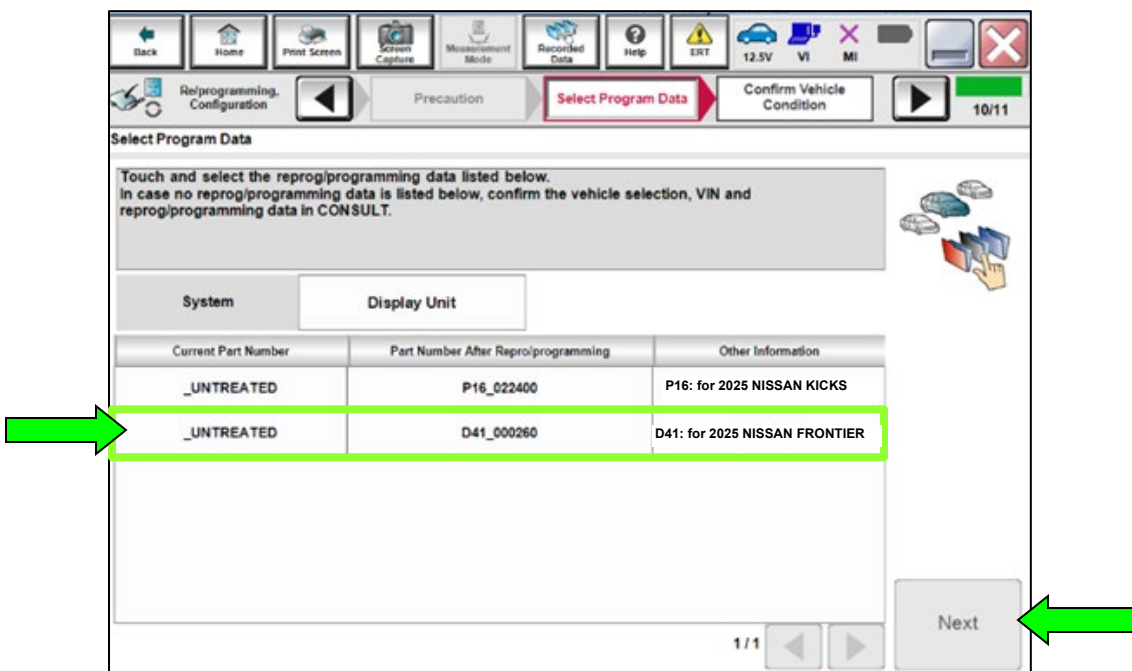 Back
Home
Print Screen
Screen
Capture
Measurement
Mode
Recorded
Data
Help
ERT
12.5V
VI
MI
Re/programming,
Configuration
Precaution
Select Program Data
Confirm Vehicle
Condition
10/11
Select Program Data
Touch and select the reprog/programming data listed below.
In case no reprog/programming data is listed below, confirm the vehicle selection, VIN and
reprog/programming data in CONSULT.
System
Display Unit
Current Part Number
Part Number After Repro/programming
Other Information
_UNTREATED
P16_022400
P16: for 2025 NISSAN KICKS
_UNTREATED
D41_000260
D41: for 2025 NISSAN FRONTIER
Next
1/1